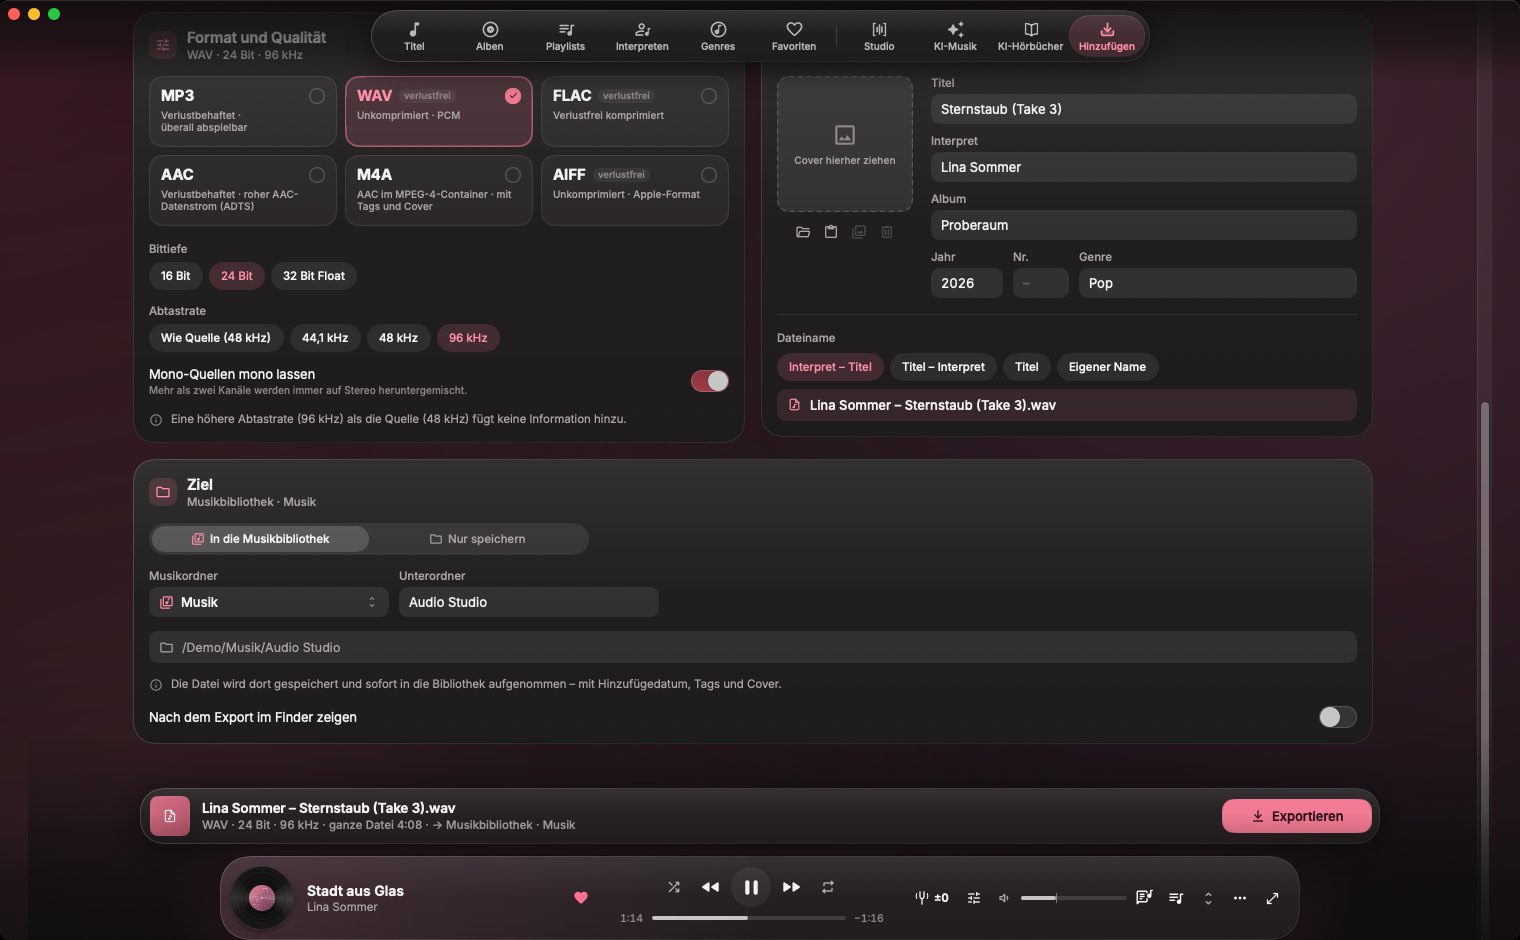 Titel
Alben
Playlists
Interpreten
Genres
Favoriten
Studio
KI-Musik
KI-Hörbücher
Hinzufügen
Format und Qualität
WAV · 24 Bit · 96 kHz
MP3
Verlustbehaftet ·
überall abspielbar
WAV verlustfrei
Unkomprimiert · PCM
FLAC verlustfrei
Verlustfrei komprimiert
AAC
Verlustbehaftet · roher AAC-
Datenstrom (ADTS)
M4A
AAC im MPEG-4-Container · mit
Tags und Cover
AIFF verlustfrei
Unkomprimiert · Apple-Format
Bittiefe
16 Bit
24 Bit
32 Bit Float
Abtastrate
Wie Quelle (48 kHz)
44,1 kHz
48 kHz
96 kHz
Mono-Quellen mono lassen
Mehr als zwei Kanäle werden immer auf Stereo heruntergemischt.
Eine höhere Abtastrate (96 kHz) als die Quelle (48 kHz) fügt keine Information hinzu.
Cover hierher ziehen
Titel
Sternstaub (Take 3)
Interpret
Lina Sommer
Album
Proberaum
Jahr
Nr.
Genre
2026
–
Pop
Dateiname
Interpret – Titel
Titel – Interpret
Titel
Eigener Name
Lina Sommer – Sternstaub (Take 3).wav
Ziel
Musikbibliothek · Musik
In die Musikbibliothek
Nur speichern
Musikordner
Unterordner
Musik
Audio Studio
/Demo/Musik/Audio Studio
Die Datei wird dort gespeichert und sofort in die Bibliothek aufgenommen – mit Hinzufügedatum, Tags und Cover.
Nach dem Export im Finder zeigen
Lina Sommer – Sternstaub (Take 3).wav
WAV · 24 Bit · 96 kHz · ganze Datei 4:08 · → Musikbibliothek · Musik
Exportieren
Stadt aus Glas
Lina Sommer
1:14
−1:16
±0